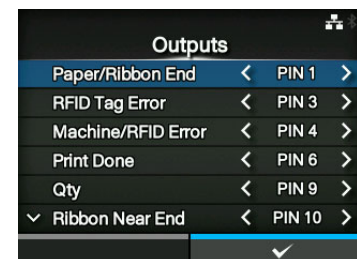 Outputs
Paper/Ribbon End < PIN 1 >
RFID Tag Error < PIN 3 >
Machine/RFID Error < PIN 4 >
Print Done < PIN 6 >
Qty < PIN 9 >
Ribbon Near End < PIN 10 >